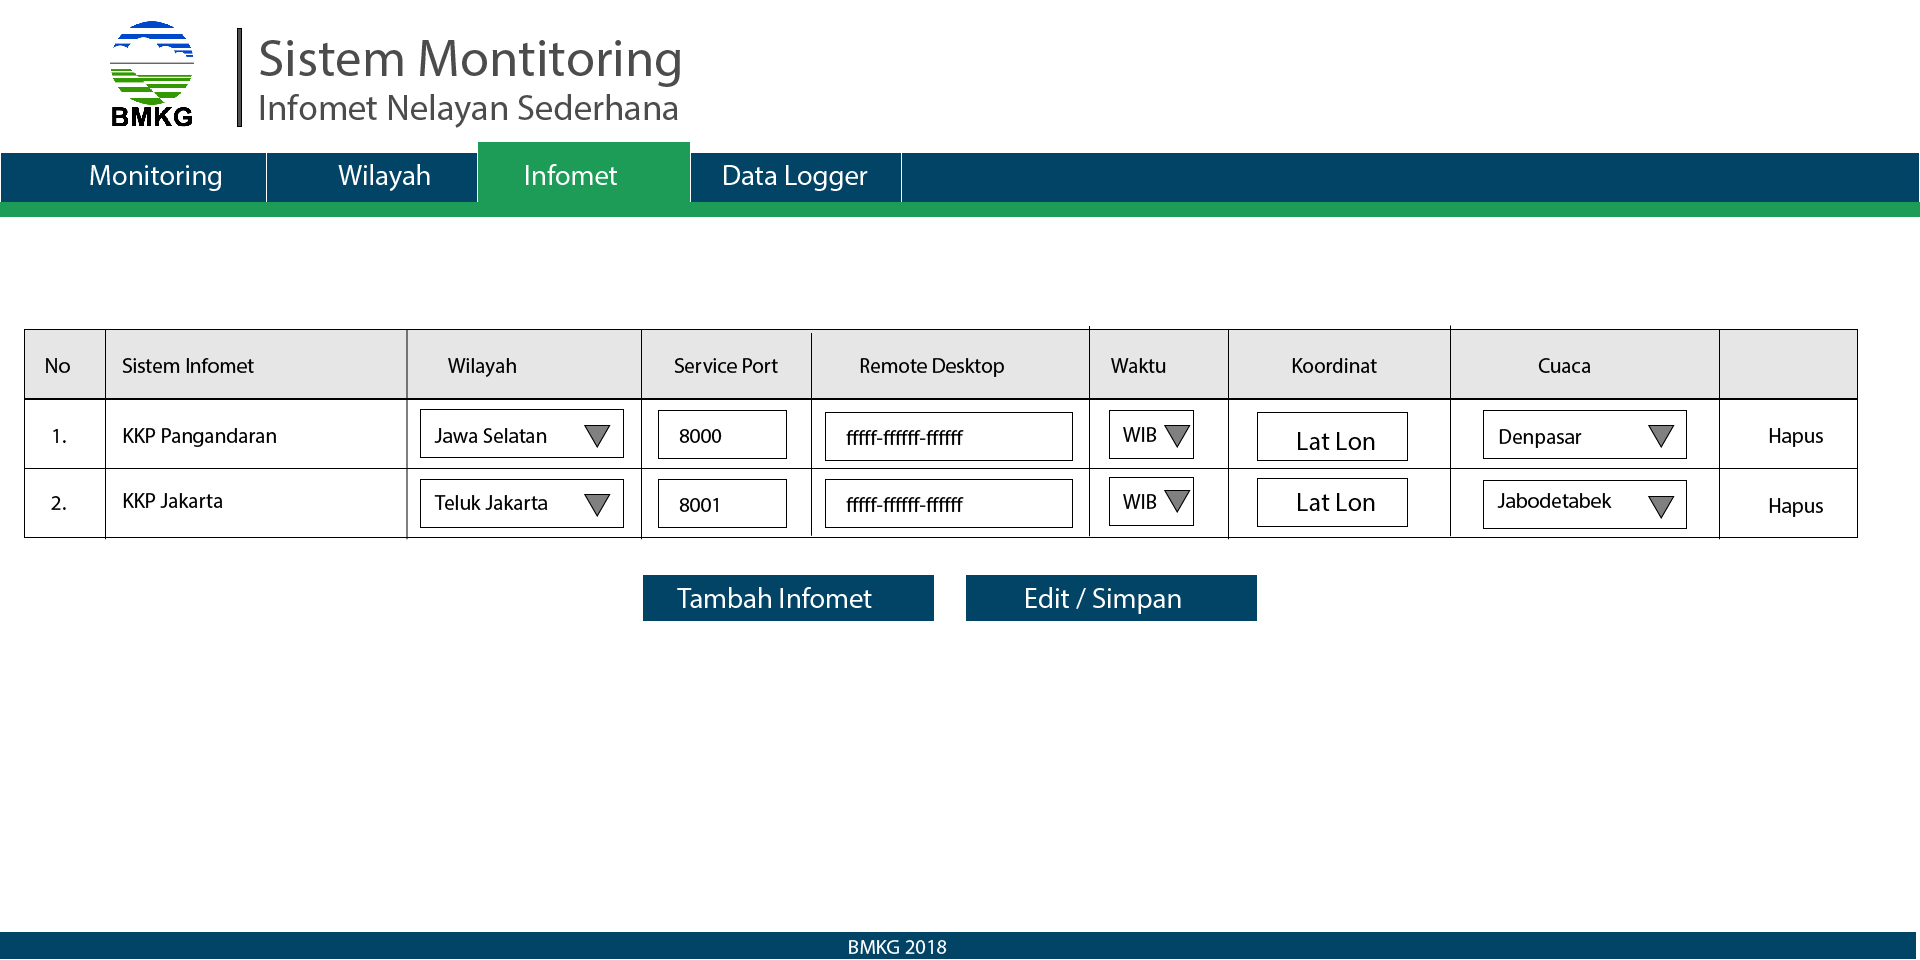 BMKG
Sistem Montitoring
Infomet Nelayan Sederhana
Monitoring Wilayah Infomet Data Logger
No Sistem Infomet Wilayah Service Port Remote Desktop Waktu Koordinat Cuaca
1. KKP Pangandaran Jawa Selatan 8000 fffff-ffffff-ffffff WIB Lat Lon Denpasar Hapus
2. KKP Jakarta Teluk Jakarta 8001 fffff-ffffff-ffffff WIB Lat Lon Jabodetabek Hapus
Tambah Infomet Edit / Simpan
BMKG 2018